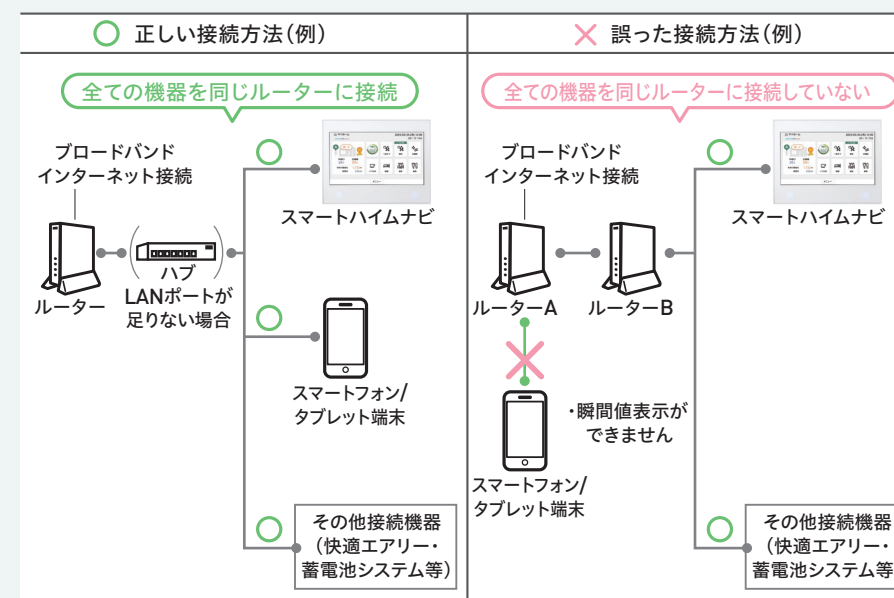 正しい接続方法(例)
全ての機器を同じルーターに接続
ブロードバンド
インターネット接続
スマートハイムナビ
ルーター
ハブ
LANポートが
足りない場合
スマートフォン/
タブレット端末
その他接続機器
(快適エアリー・
蓄電池システム等)
誤った接続方法(例)
全ての機器を同じルーターに接続していない
ブロードバンド
インターネット接続
スマートハイムナビ
ルーターA
ルーターB
・瞬間値表示が
できません
スマートフォン/
タブレット端末
その他接続機器
(快適エアリー・
蓄電池システム等